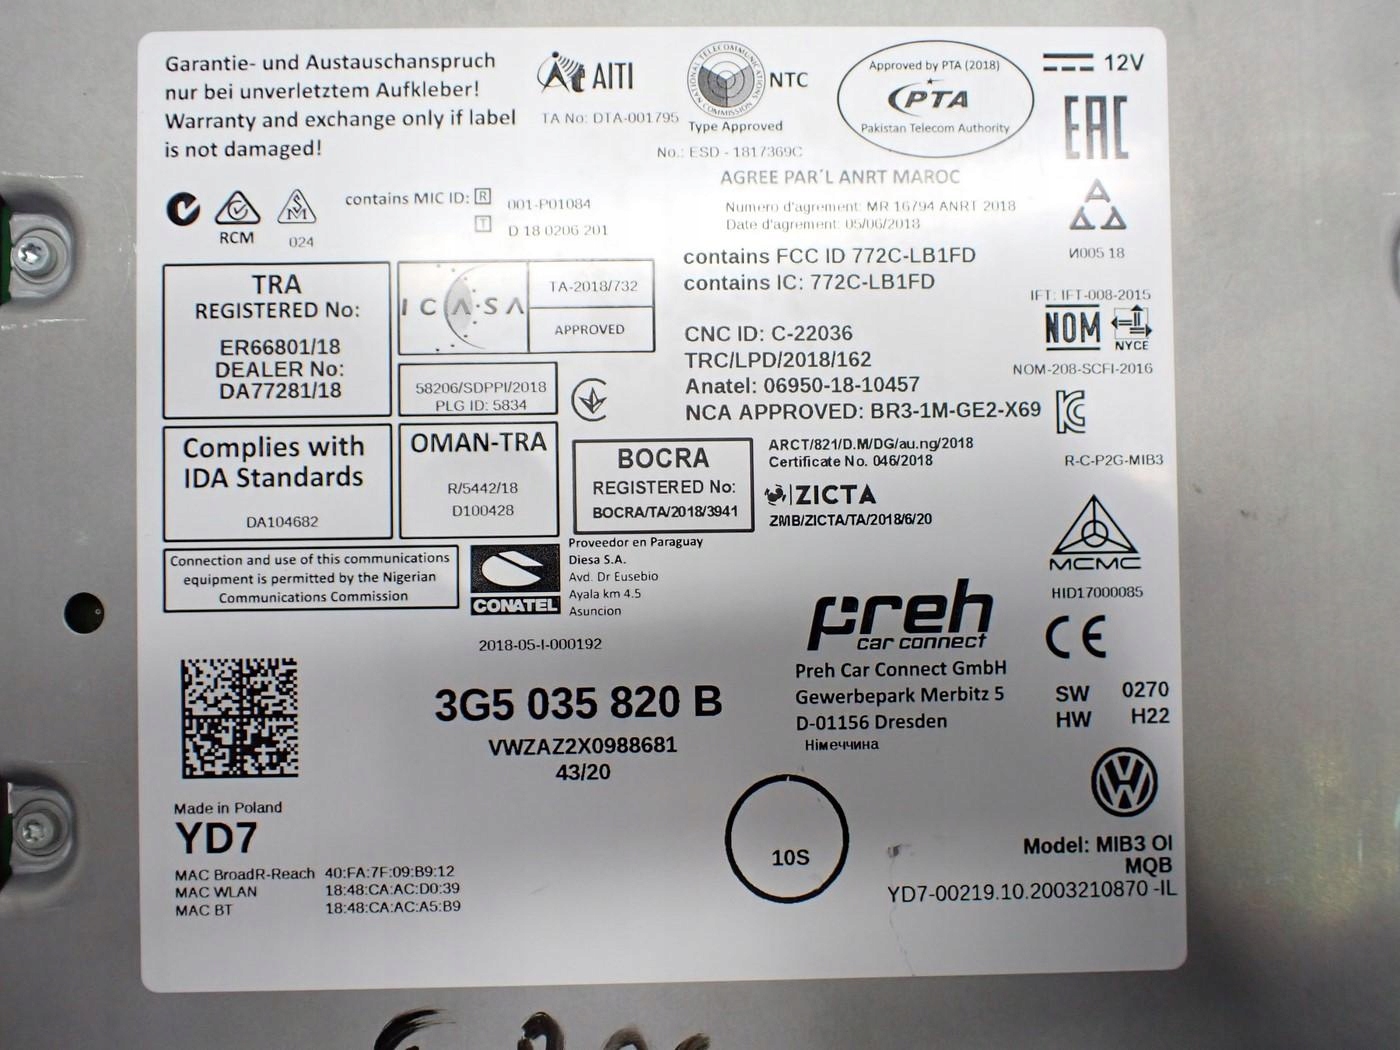 Garantie- und Austauschanspruch
nur bei unverletztem Aufkleber!
Warranty and exchange only if label
is not damaged!
AITI
TA No: DTA-001795
NATIONAL TELECOMMUNICATIONS COMMISSION
NTC
Type Approved
No.: ESD - 1817369C
Approved by PTA (2018)
PTA
Pakistan Telecom Authority
12V
EAC
RCM
SM
024
contains MIC ID: R 001-P01084
T D 18 0206 201
AGREE PAR´L ANRT MAROC
Numero d'agrement: MR 16794 ANRT 2018
Date d'agrement: 05/06/2018
И005 18
TRA
REGISTERED No:
ER66801/18
DEALER No:
DA77281/18
ICASA
TA-2018/732
APPROVED
contains FCC ID 772C-LB1FD
contains IC: 772C-LB1FD
IFT: IFT-008-2015
NOM
NYCE
NOM-208-SCFI-2016
CNC ID: C-22036
TRC/LPD/2018/162
Anatel: 06950-18-10457
NCA APPROVED: BR3-1M-GE2-X69
58206/SDPPI/2018
PLG ID: 5834
KC
R-C-P2G-MIB3
Complies with
IDA Standards
DA104682
OMAN-TRA
R/5442/18
D100428
BOCRA
REGISTERED No:
BOCRA/TA/2018/3941
ARCT/821/D.M/DG/au.ng/2018
Certificate No. 046/2018
ZICTA
ZMB/ZICTA/TA/2018/6/20
MCMC
HID17000085
Connection and use of this communications
equipment is permitted by the Nigerian
Communications Commission
CONATEL
Proveedor en Paraguay
Diesa S.A.
Avd. Dr Eusebio
Ayala km 4.5
Asuncion
2018-05-I-000192
preh
car connect
Preh Car Connect GmbH
Gewerbepark Merbitz 5
D-01156 Dresden
Німеччина
CE
SW 0270
HW H22
3G5 035 820 B
VWZAZ2X0988681
43/20
Made in Poland
YD7
MAC BroadR-Reach 40:FA:7F:09:B9:12
MAC WLAN 18:48:CA:AC:D0:39
MAC BT 18:48:CA:AC:A5:B9
10S
VW
Model: MIB3 OI
MQB
YD7-00219.10.2003210870 -IL